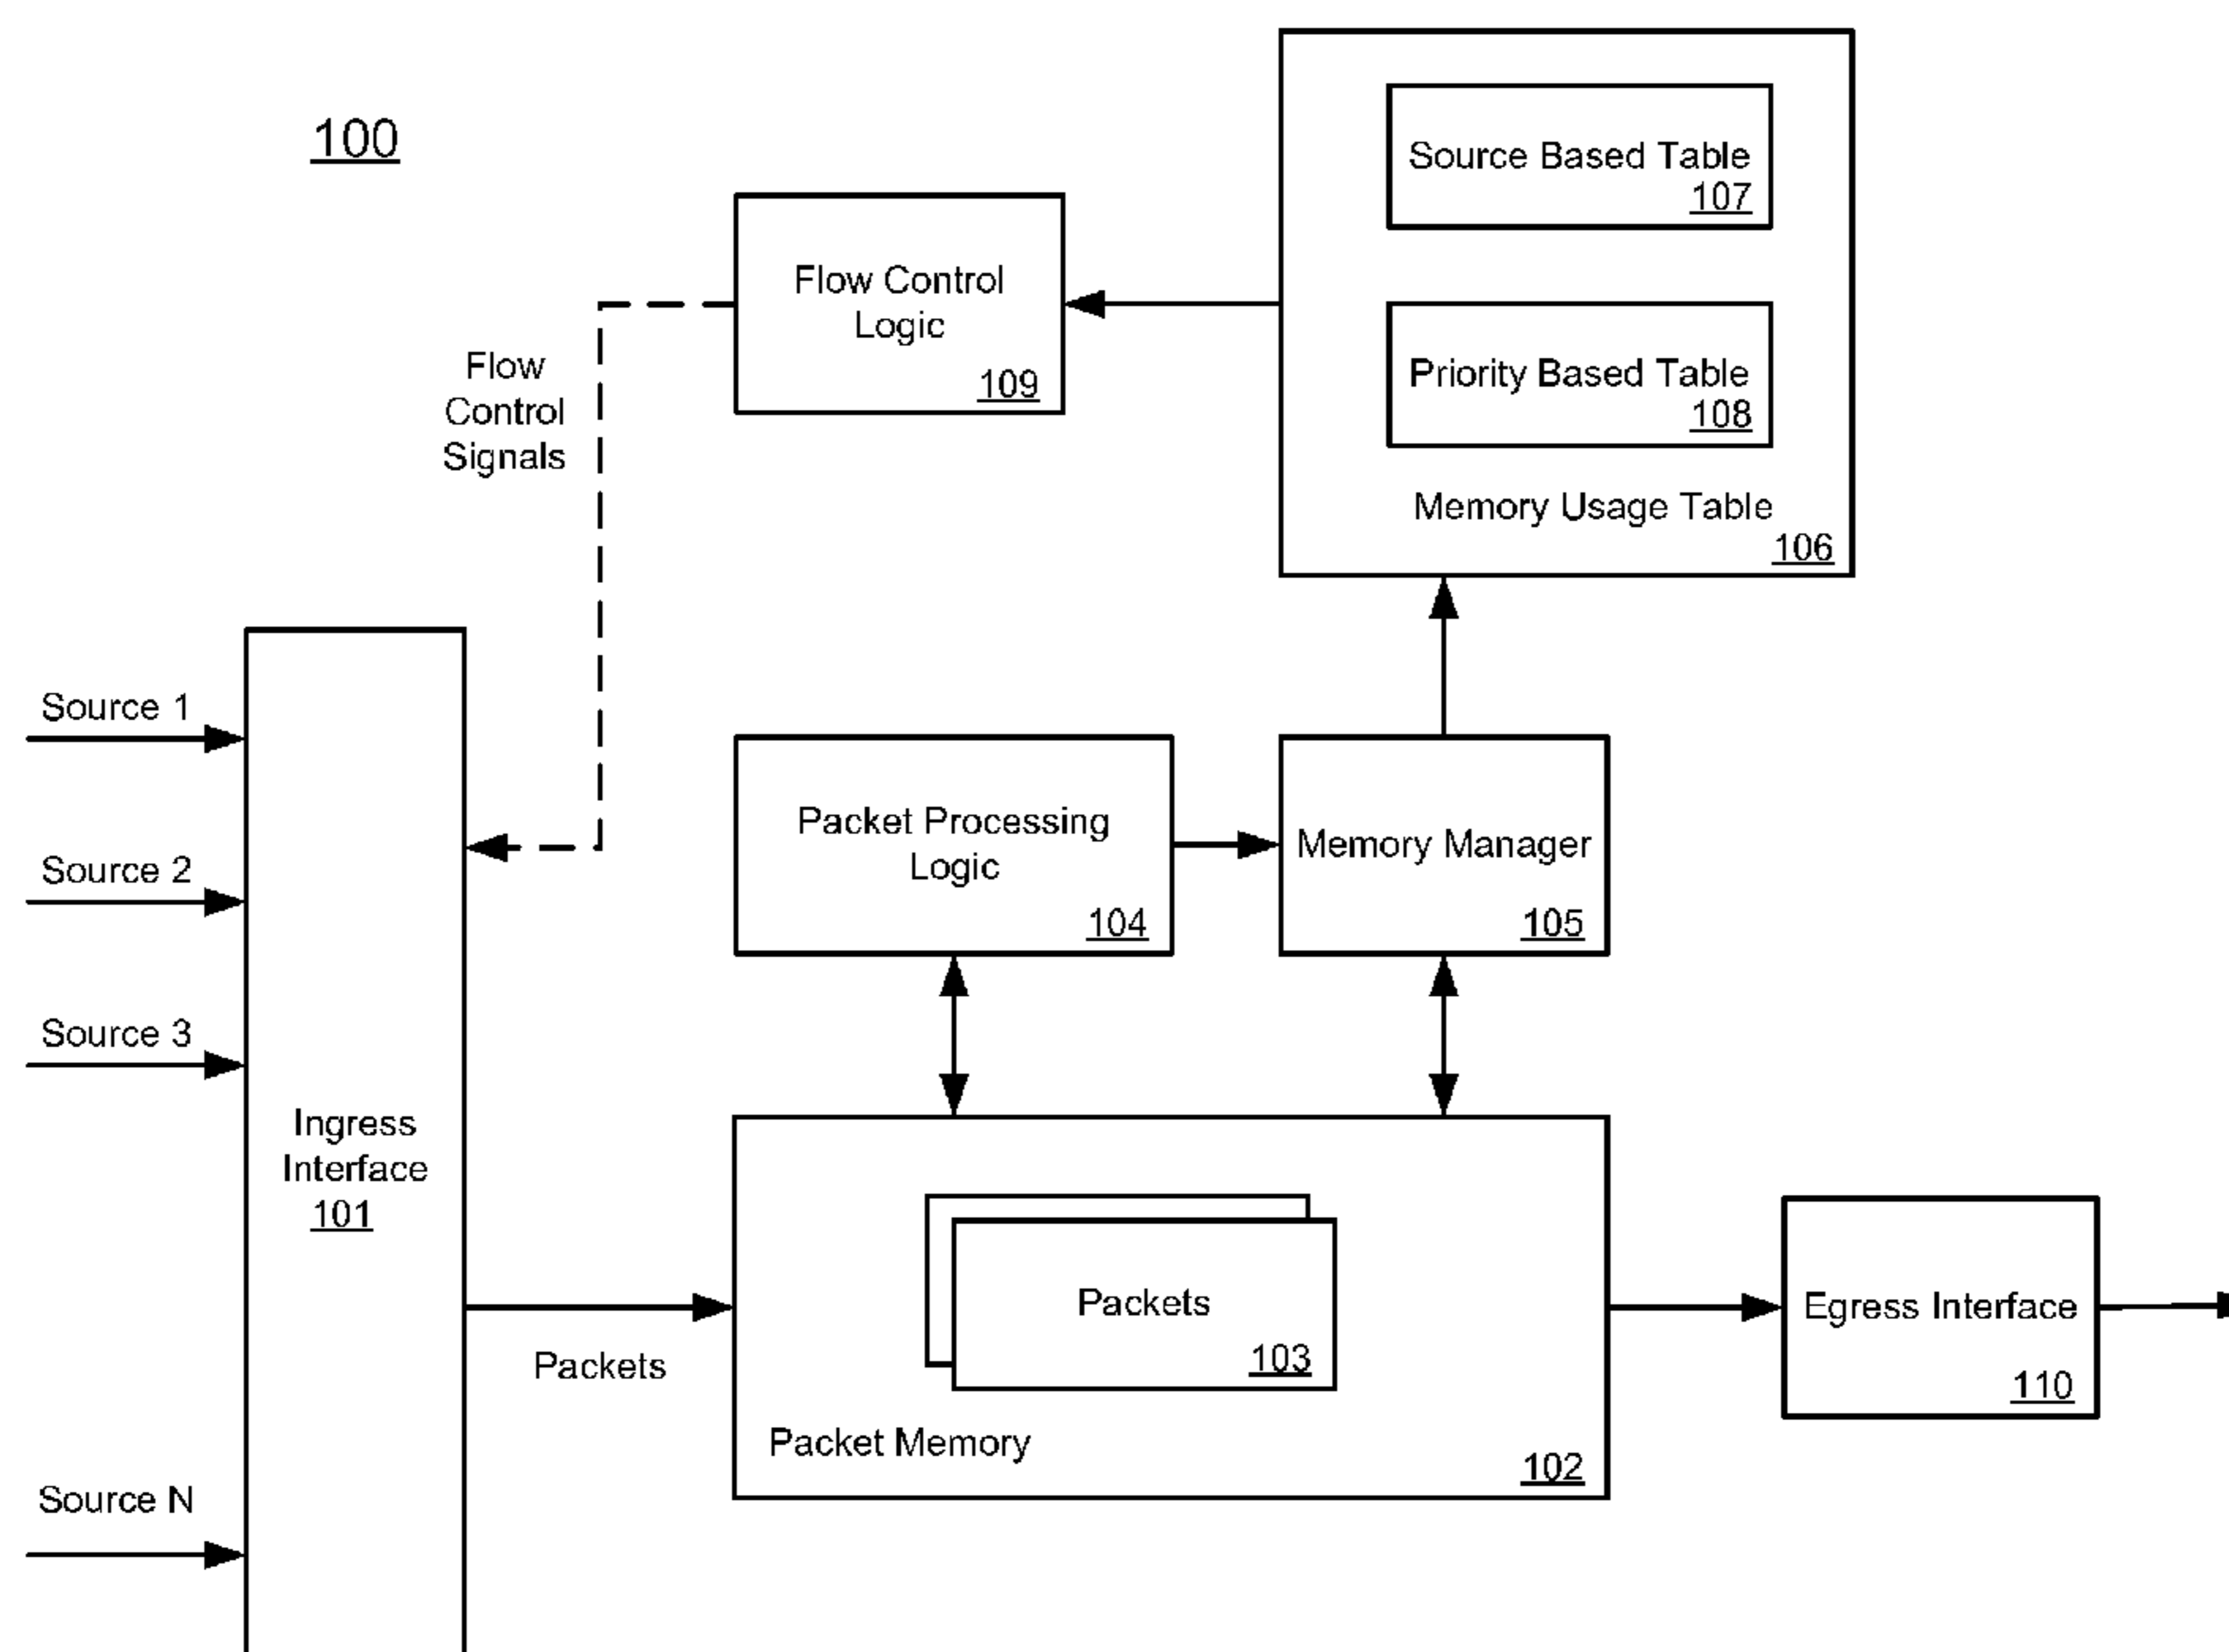 100
Source Based Table
107
Priority Based Table
108
Memory Usage Table
106
Flow Control
Logic
109
Flow
Control
Signals
Source 1
Source 2
Source 3
Source N
Ingress
Interface
101
Packet Processing
Logic
104
Memory Manager
105
Packets
Packets
103
Packet Memory
102
Egress Interface
110